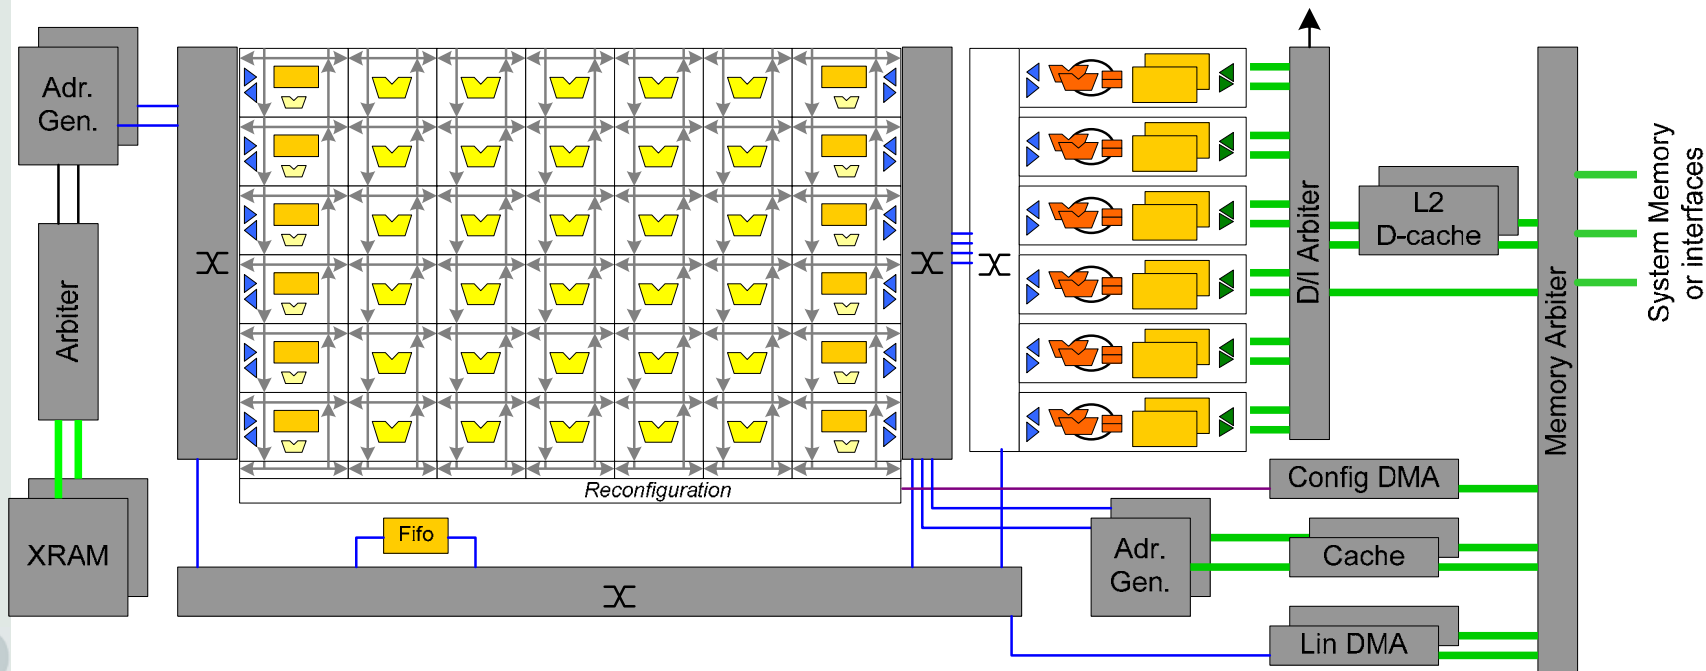 Adr.
Gen.
Arbiter
XRAM
Reconfiguration
Fifo
D/I Arbiter
L2
D-cache
Memory Arbiter
System Memory
or interfaces
Config DMA
Adr.
Gen.
Cache
Lin DMA